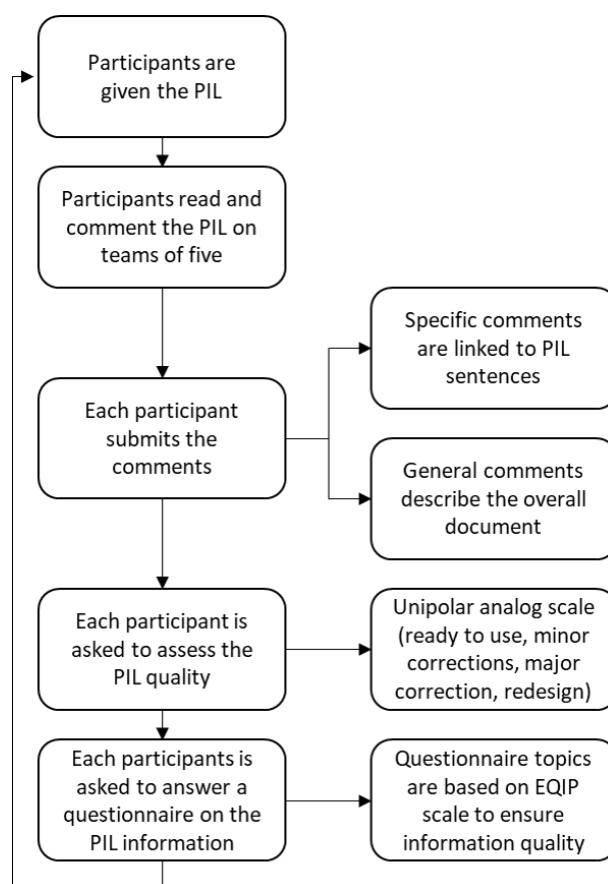 Participants are
given the PIL
Participants read and
comment the PIL on
teams of five
Each participant
submits the
comments
Specific comments
are linked to PIL
sentences
General comments
describe the overall
document
Each participant is
asked to assess the
PIL quality
Unipolar analog scale
(ready to use, minor
corrections, major
correction, redesign)
Each participants is
asked to answer a
questionnaire on the
PIL information
Questionnaire topics
are based on EQIP
scale to ensure
information quality